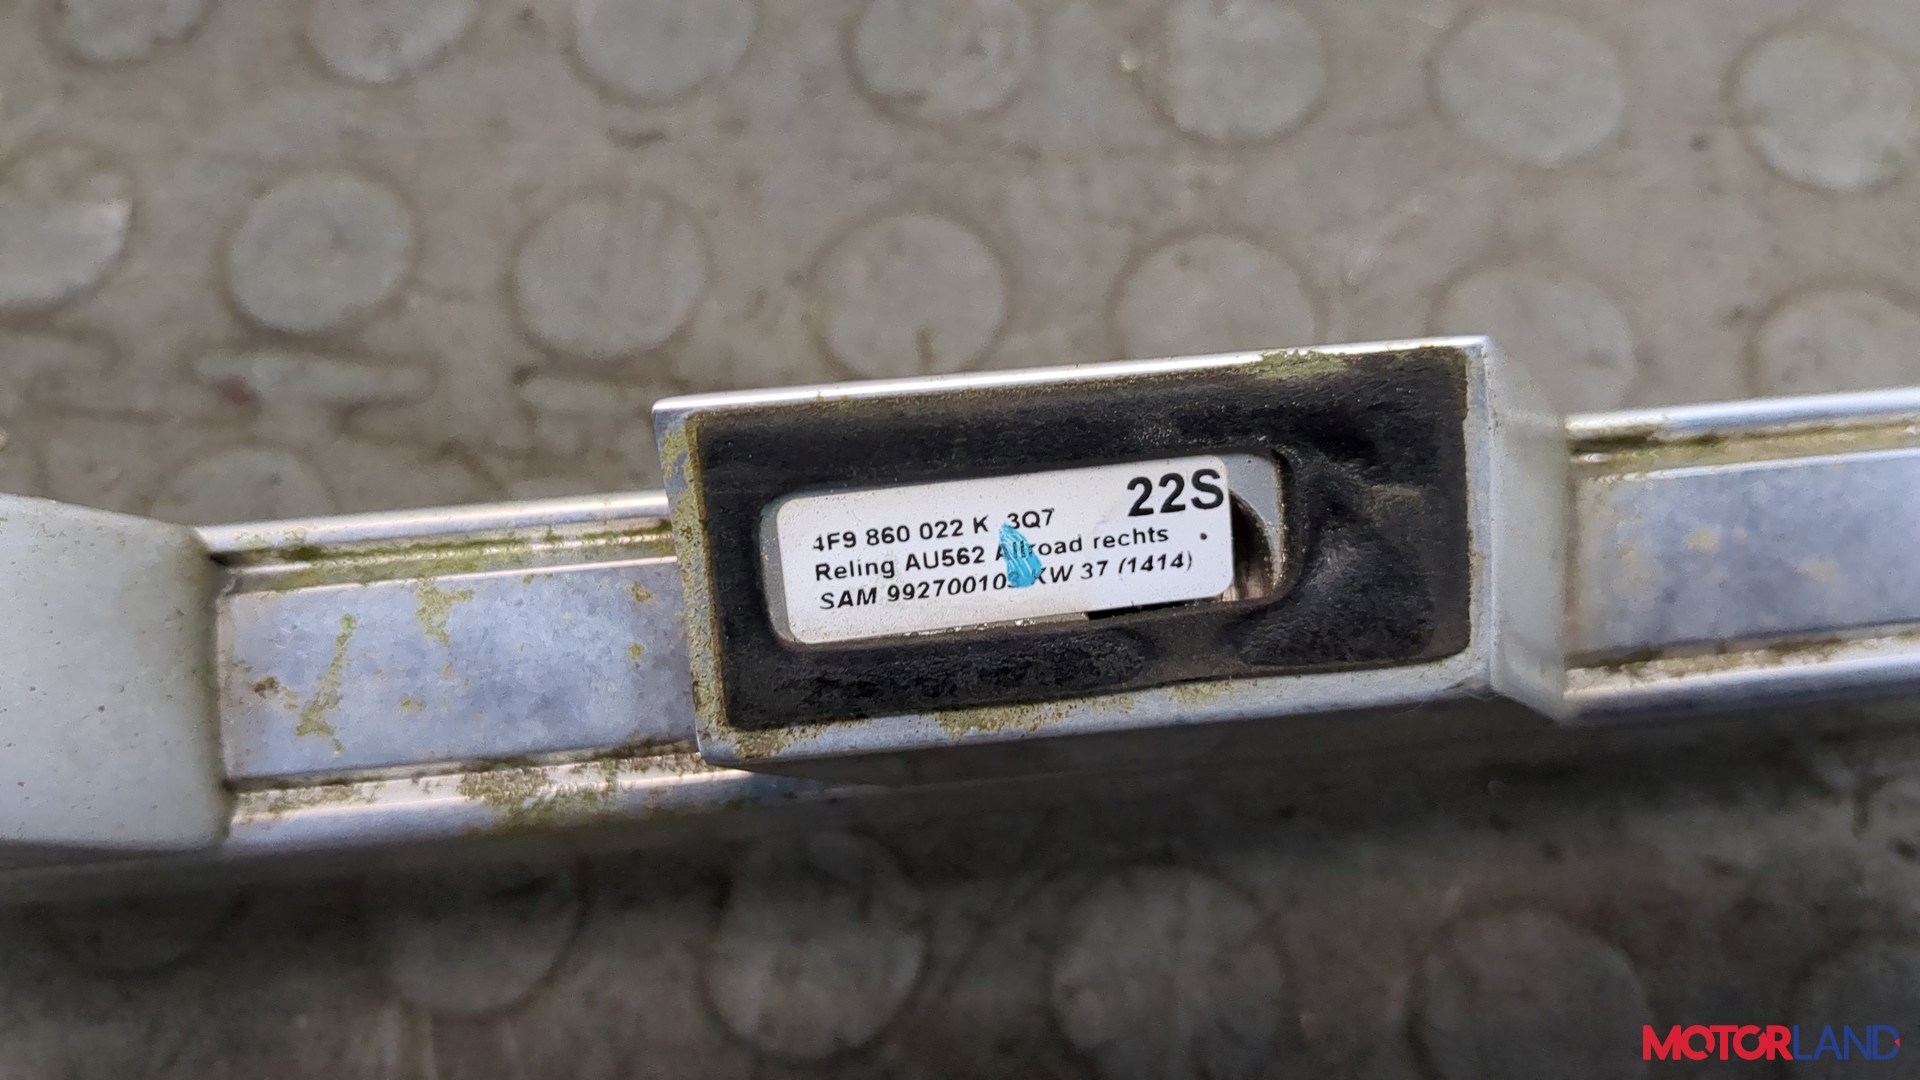 22S
4F9 860 022 K 3Q7
Reling AU562 Allroad rechts
SAM KW 37 (1414)
MOTORLAND